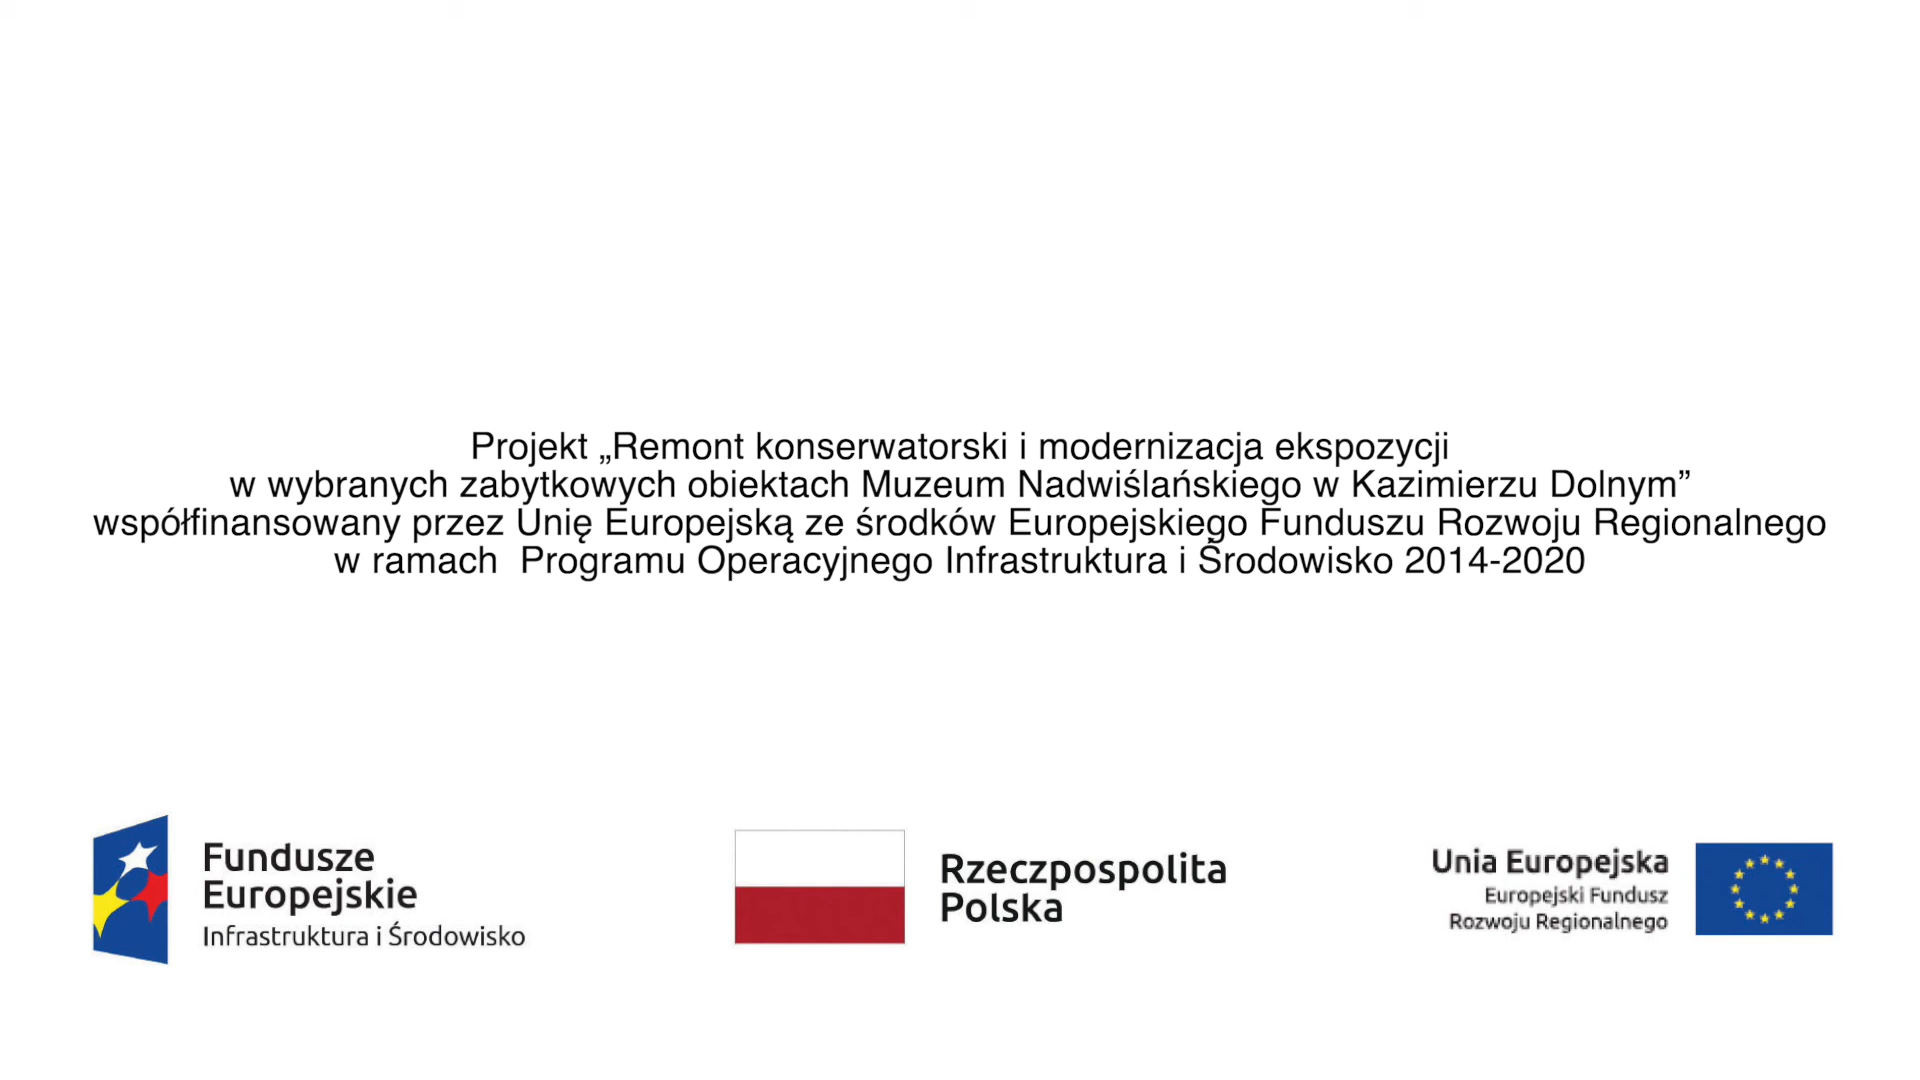 Projekt „Remont konserwatorski i modernizacja ekspozycji
w wybranych zabytkowych obiektach Muzeum Nadwiślańskiego w Kazimierzu Dolnym”
współfinansowany przez Unię Europejską ze środków Europejskiego Funduszu Rozwoju Regionalnego
w ramach  Programu Operacyjnego Infrastruktura i Środowisko 2014-2020
Fundusze
Europejskie
Infrastruktura i Środowisko
Rzeczpospolita
Polska
Unia Europejska
Europejski Fundusz
Rozwoju Regionalnego